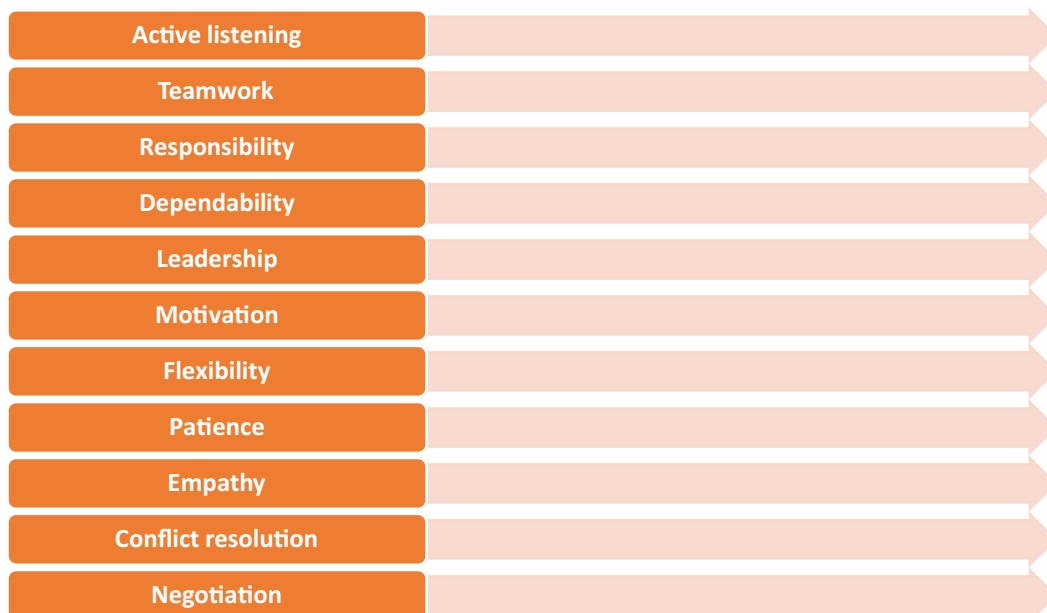 Active listening
Teamwork
Responsibility
Dependability
Leadership
Motivation
Flexibility
Patience
Empathy
Conflict resolution
Negotiation